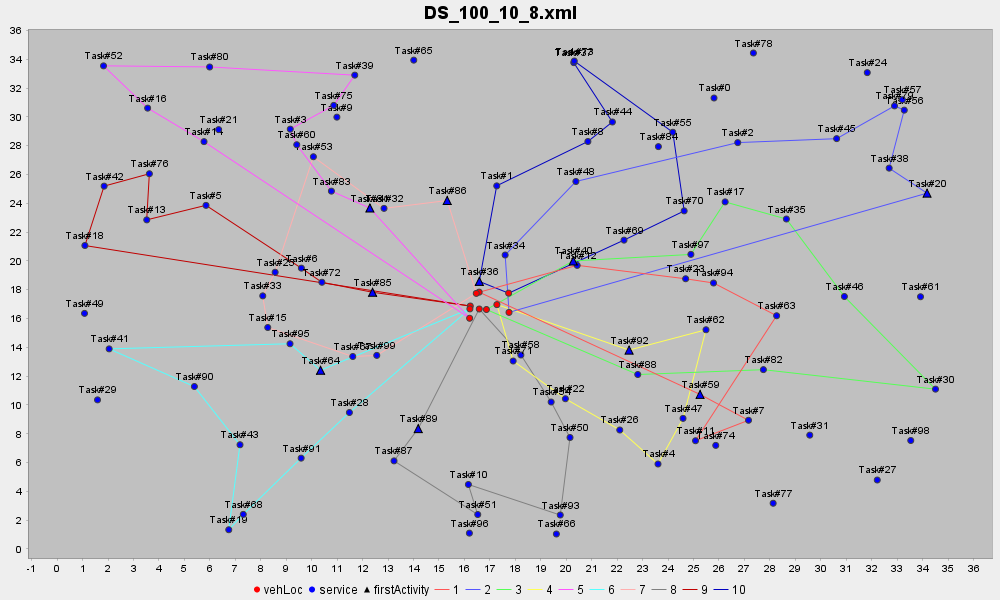 DS_100_10_8.xml
36
34
32
30
28
26
24
22
20
18
16
14
12
10
8
6
4
2
0
Task#78
Task#65
Task#73
Task#52
Task#80
Task#39
Task#24
Task#0
Task#57
Task#56
Task#16
Task#75
Task#9
Task#44
Task#21
Task#3
Task#55
Task#2
Task#45
Task#14
Task#60
Task#8
Task#84
Task#53
Task#38
Task#76
Task#42
Task#83
Task#1
Task#48
Task#20
Task#5
Task#32
Task#86
Task#17
Task#13
Task#70
Task#35
Task#18
Task#69
Task#34
Task#97
Task#40
Task#12
Task#6
Task#25
Task#72
Task#36
Task#23
Task#94
Task#33
Task#85
Task#46
Task#61
Task#49
Task#63
Task#15
Task#62
Task#41
Task#95
Task#99
Task#58
Task#71
Task#92
Task#64
Task#88
Task#82
Task#90
Task#30
Task#29
Task#28
Task#22
Task#59
Task#89
Task#26
Task#47
Task#7
Task#43
Task#50
Task#11
Task#74
Task#31
Task#98
Task#91
Task#87
Task#4
Task#10
Task#27
Task#68
Task#51
Task#93
Task#77
Task#19
Task#96
Task#66
-1 0 1 2 3 4 5 6 7 8 9 10 11 12 13 14 15 16 17 18 19 20 21 22 23 24 25 26 27 28 29 30 31 32 33 34 35 36
vehLoc service firstActivity 1 2 3 4 5 6 7 8 9 10